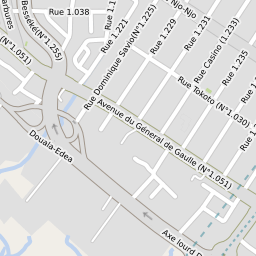 Rue 1.038
Rue 1.221
Rue 1.229
Njo-Njo
Rue 1.231
Rue Casino (1.233)
Rue 1.235
Rue 1
Bessékè(N°1.255)
(N°1.051)
Rue Dominique Savio(N°1.225)
Rue Tokoto (N°1.030)
Avenue du Général de Gaulle (N°1.051)
Douala-Edea
Axe lourd